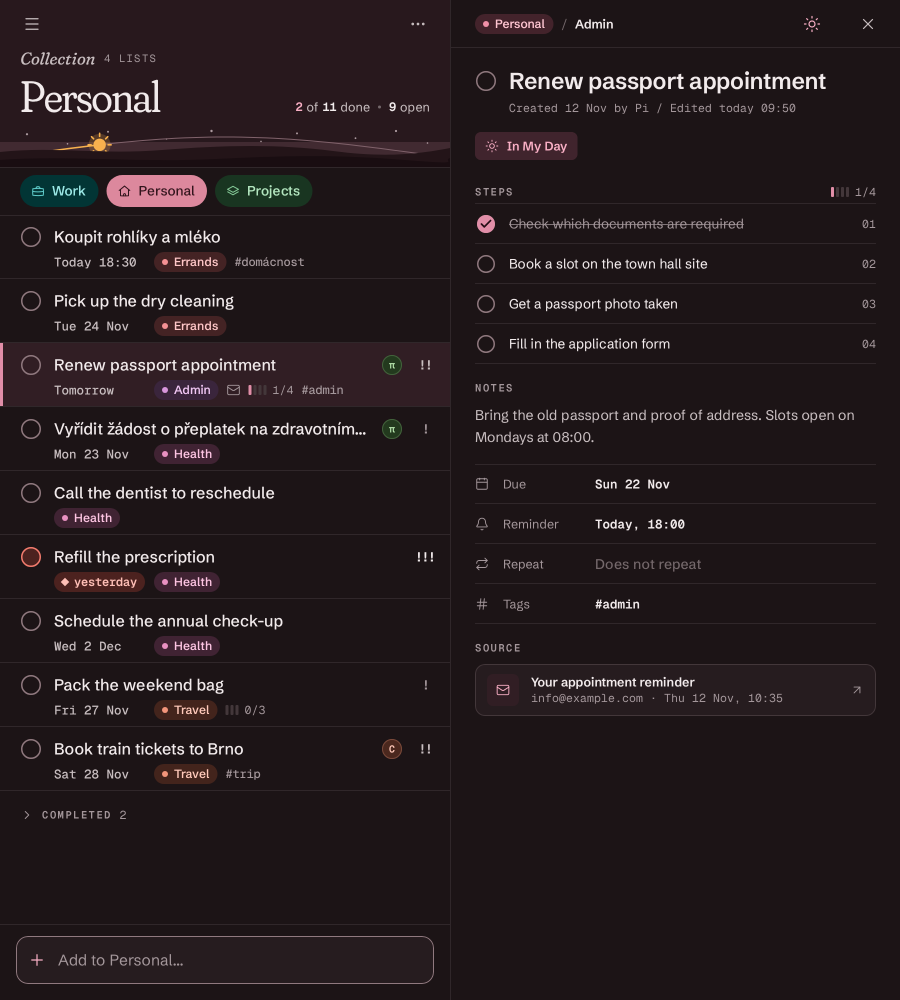 Collection 4 LISTS
Personal
2 of 11 done • 9 open
Work Personal Projects
Koupit rohlíky a mléko
Today 18:30 Errands #domácnost
Pick up the dry cleaning
Tue 24 Nov Errands
Renew passport appointment π !!
Tomorrow Admin 1/4 #admin
Vyřídit žádost o přeplatek na zdravotním… π !
Mon 23 Nov Health
Call the dentist to reschedule
Health
Refill the prescription !!!
yesterday Health
Schedule the annual check-up
Wed 2 Dec Health
Pack the weekend bag !
Fri 27 Nov Travel 0/3
Book train tickets to Brno C !!
Sat 28 Nov Travel #trip
COMPLETED 2
Add to Personal…
Personal / Admin
Renew passport appointment
Created 12 Nov by Pi / Edited today 09:50
In My Day
STEPS 1/4
Check which documents are required 01
Book a slot on the town hall site 02
Get a passport photo taken 03
Fill in the application form 04
NOTES
Bring the old passport and proof of address. Slots open on
Mondays at 08:00.
Due Sun 22 Nov
Reminder Today, 18:00
Repeat Does not repeat
Tags #admin
SOURCE
Your appointment reminder
info@example.com · Thu 12 Nov, 10:35